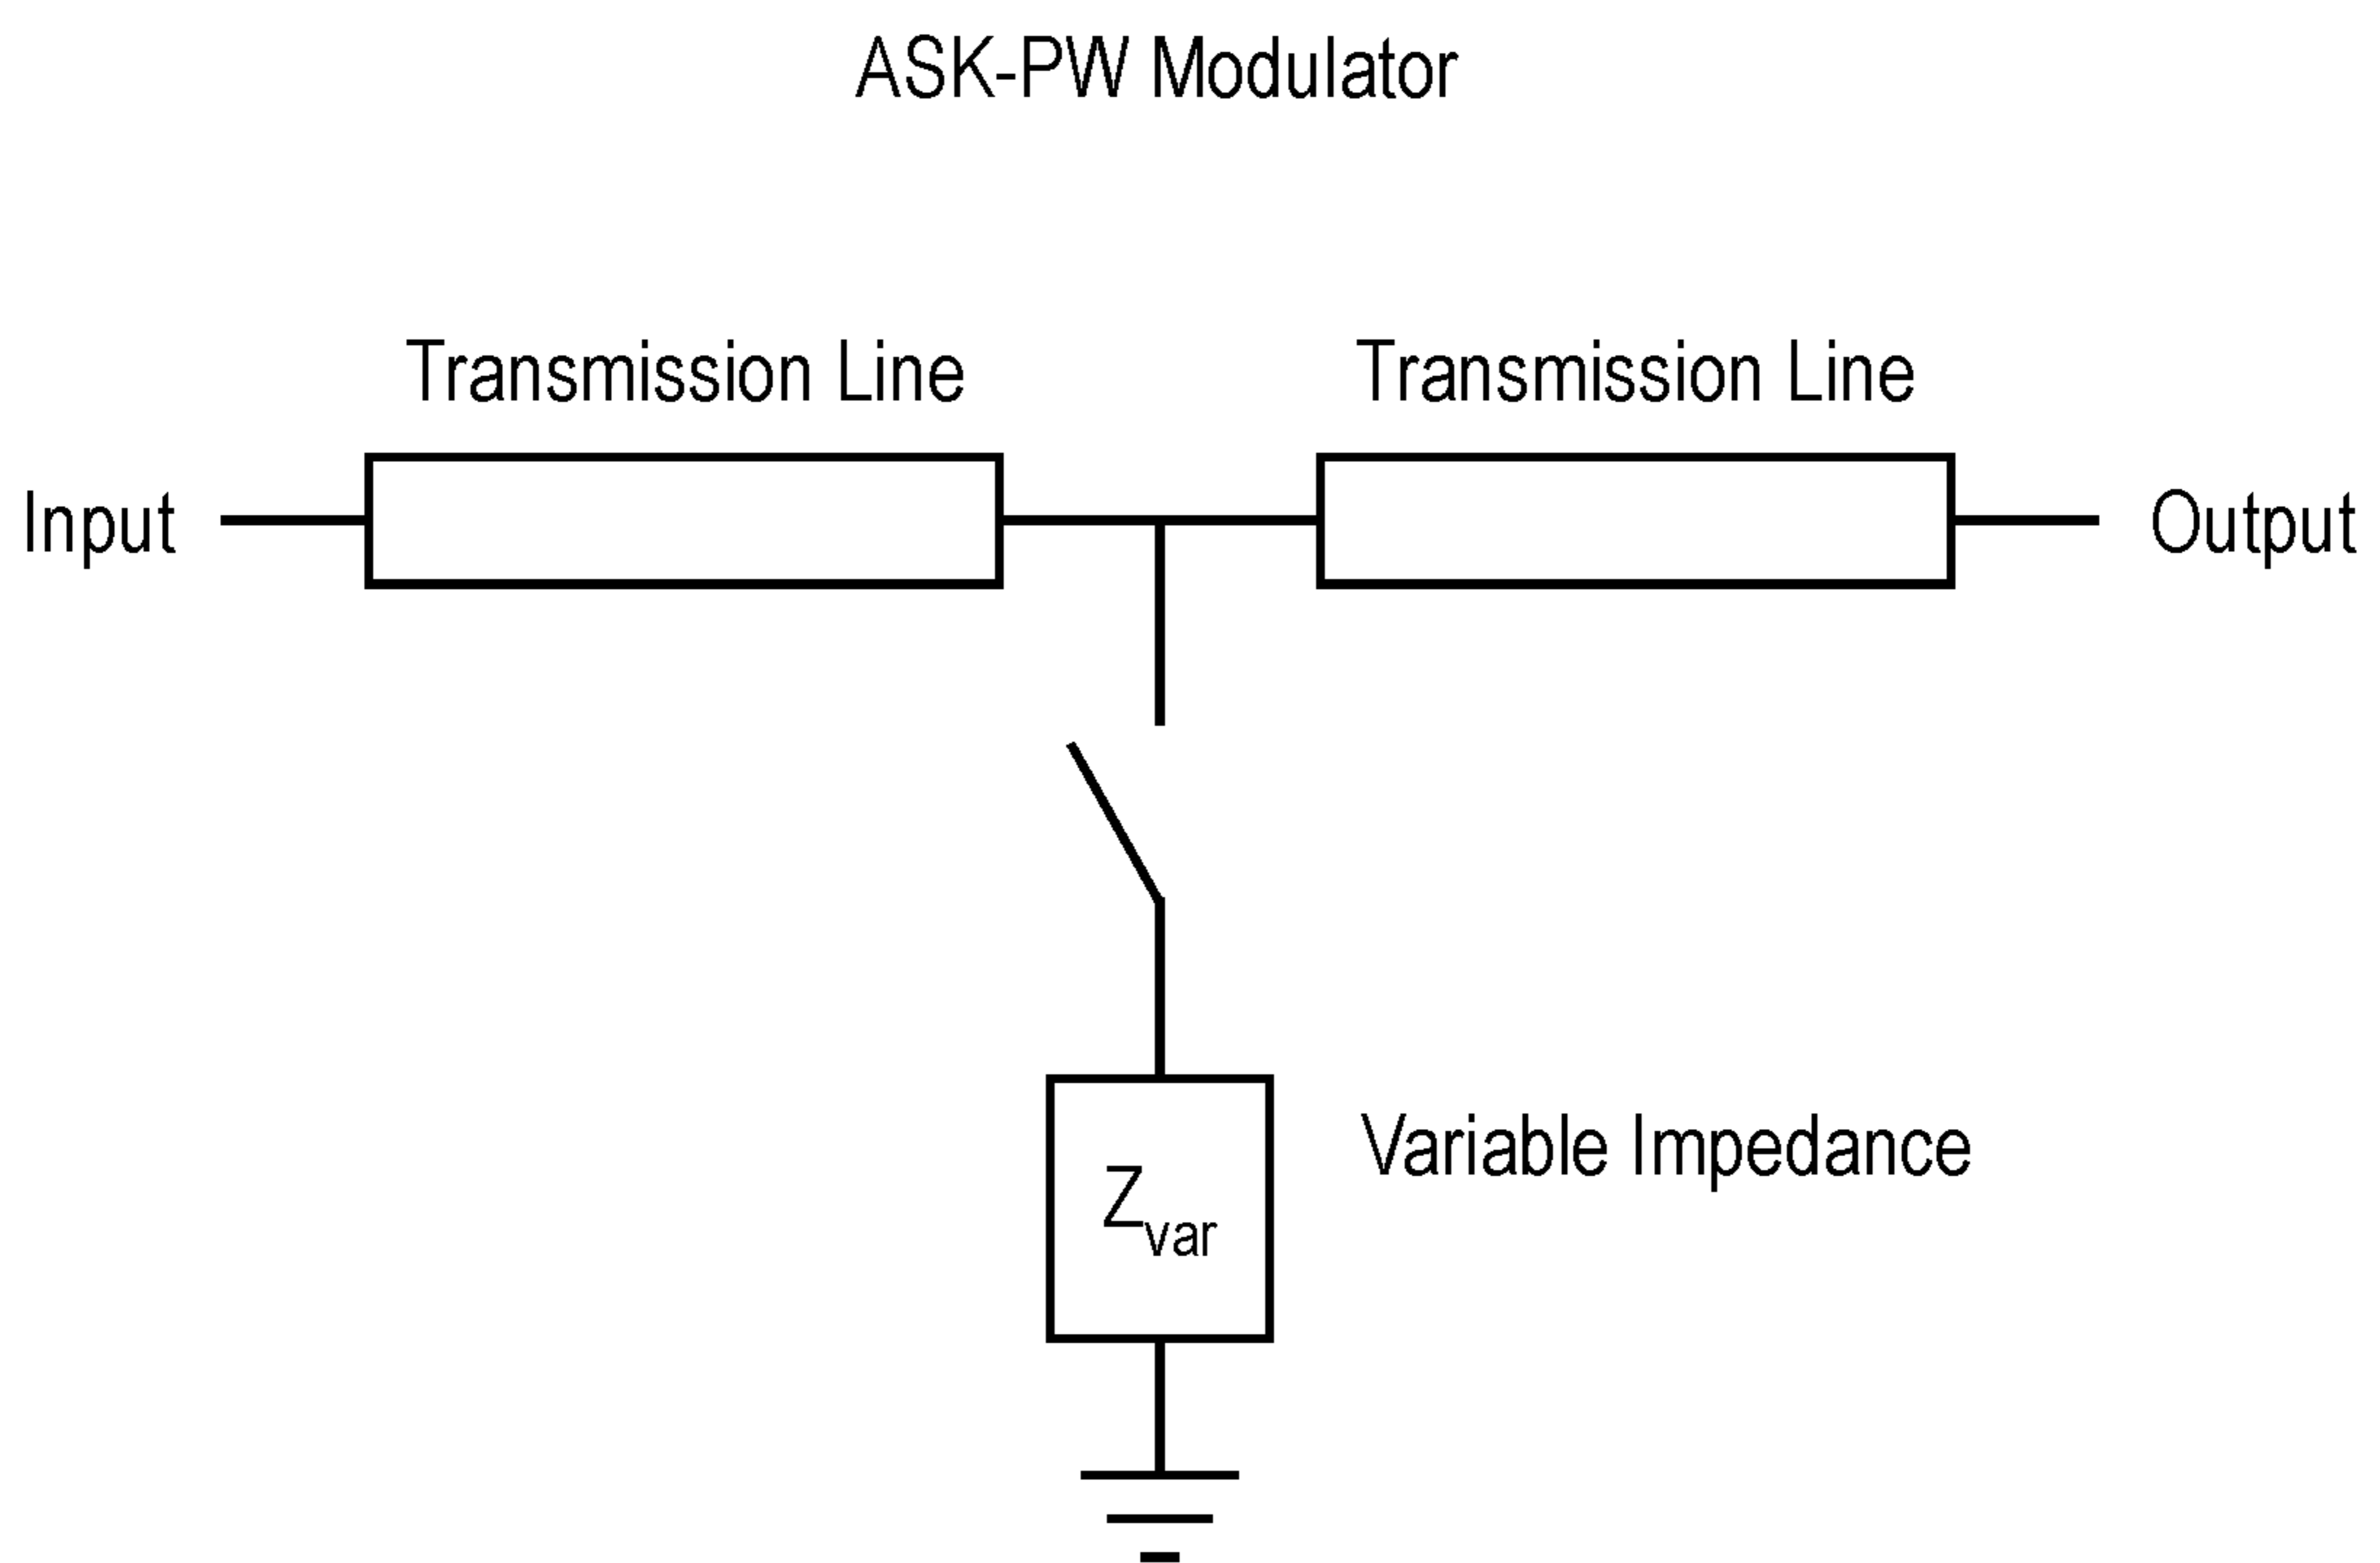 ASK-PW Modulator
Transmission Line
Transmission Line
Input
Output
Variable Impedance
Zvar